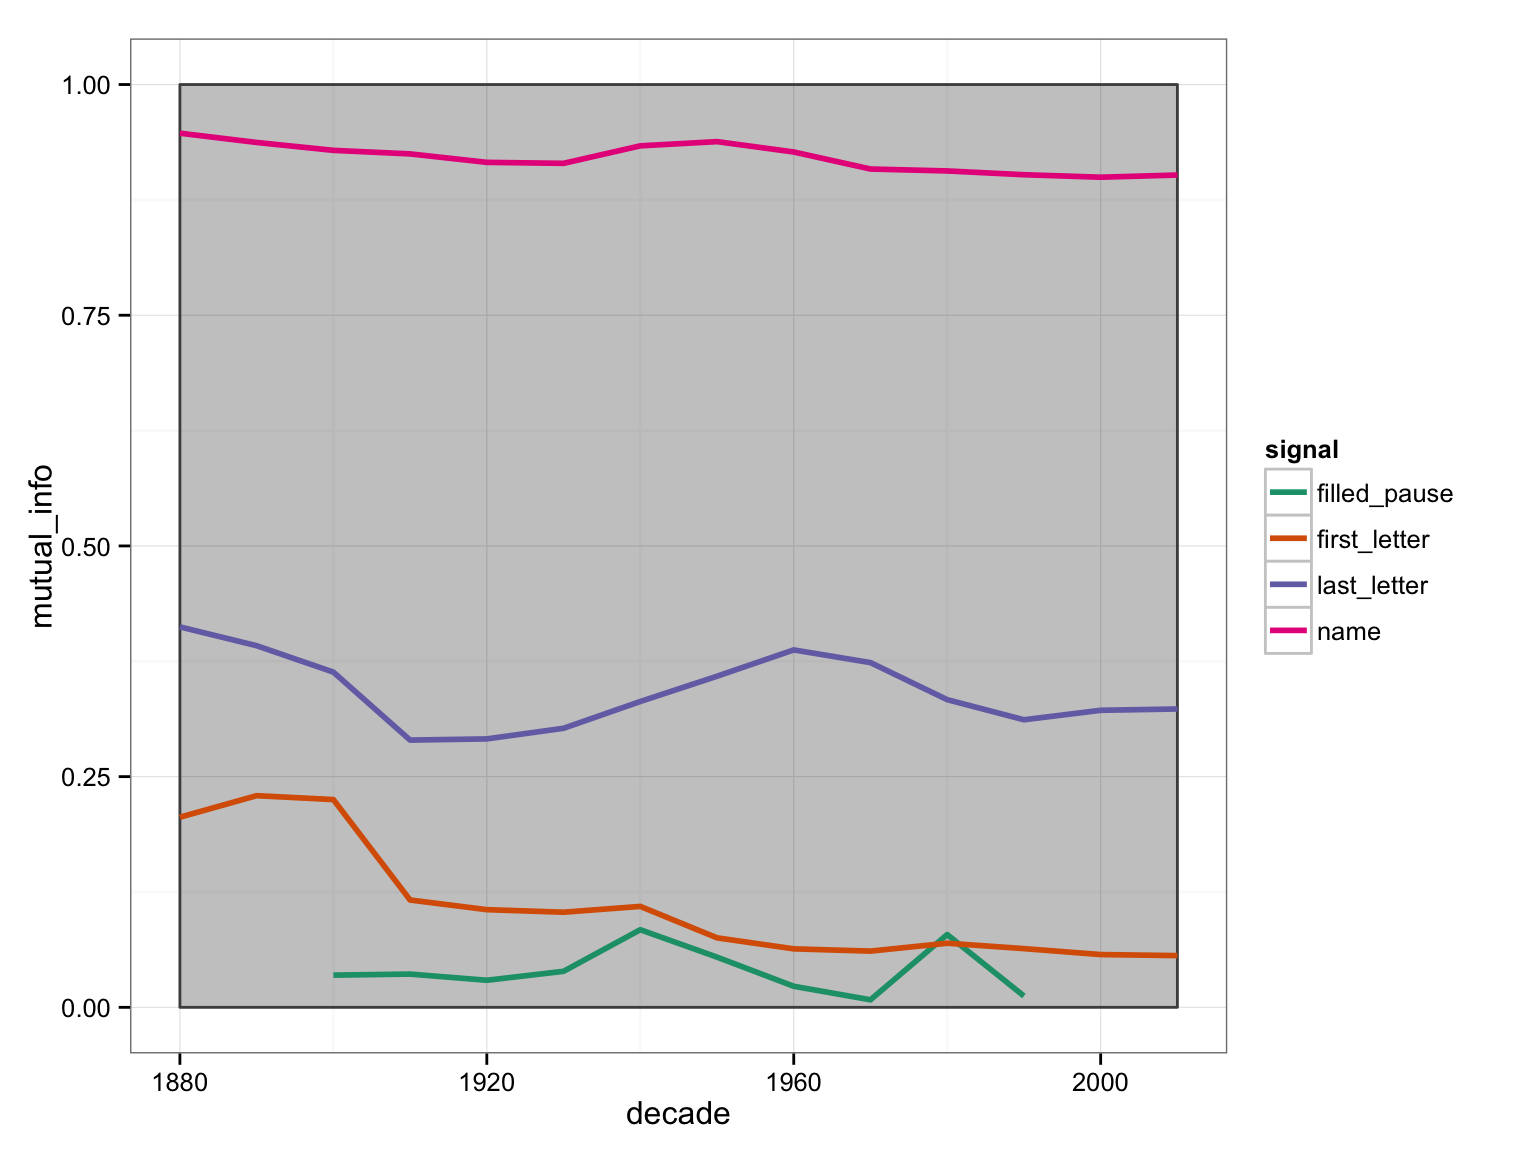 1.00
0.75
0.50
0.25
0.00
mutual_info
1880 1920 1960 2000
decade
signal
filled_pause
first_letter
last_letter
name